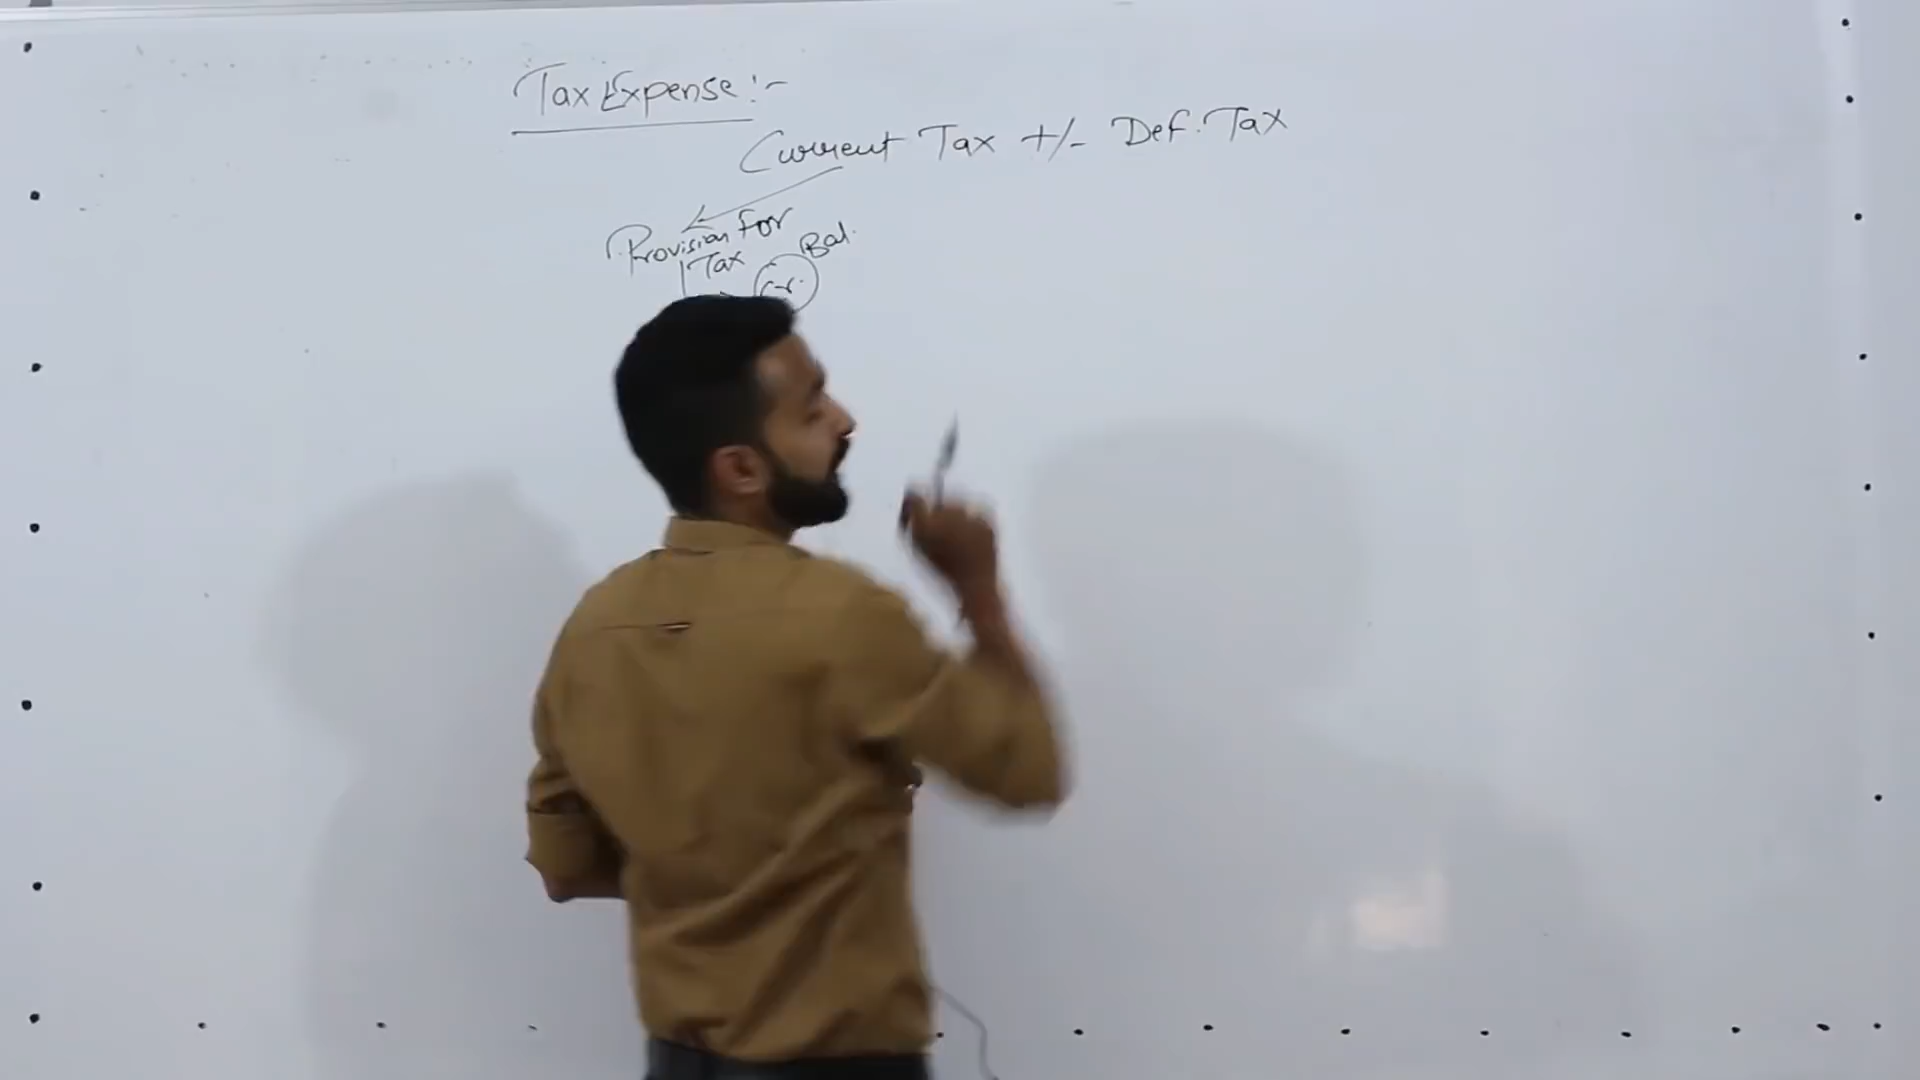 Tax Expense :-
Current Tax +/- Def. Tax
Provision For
Tax
Cr. Bal.